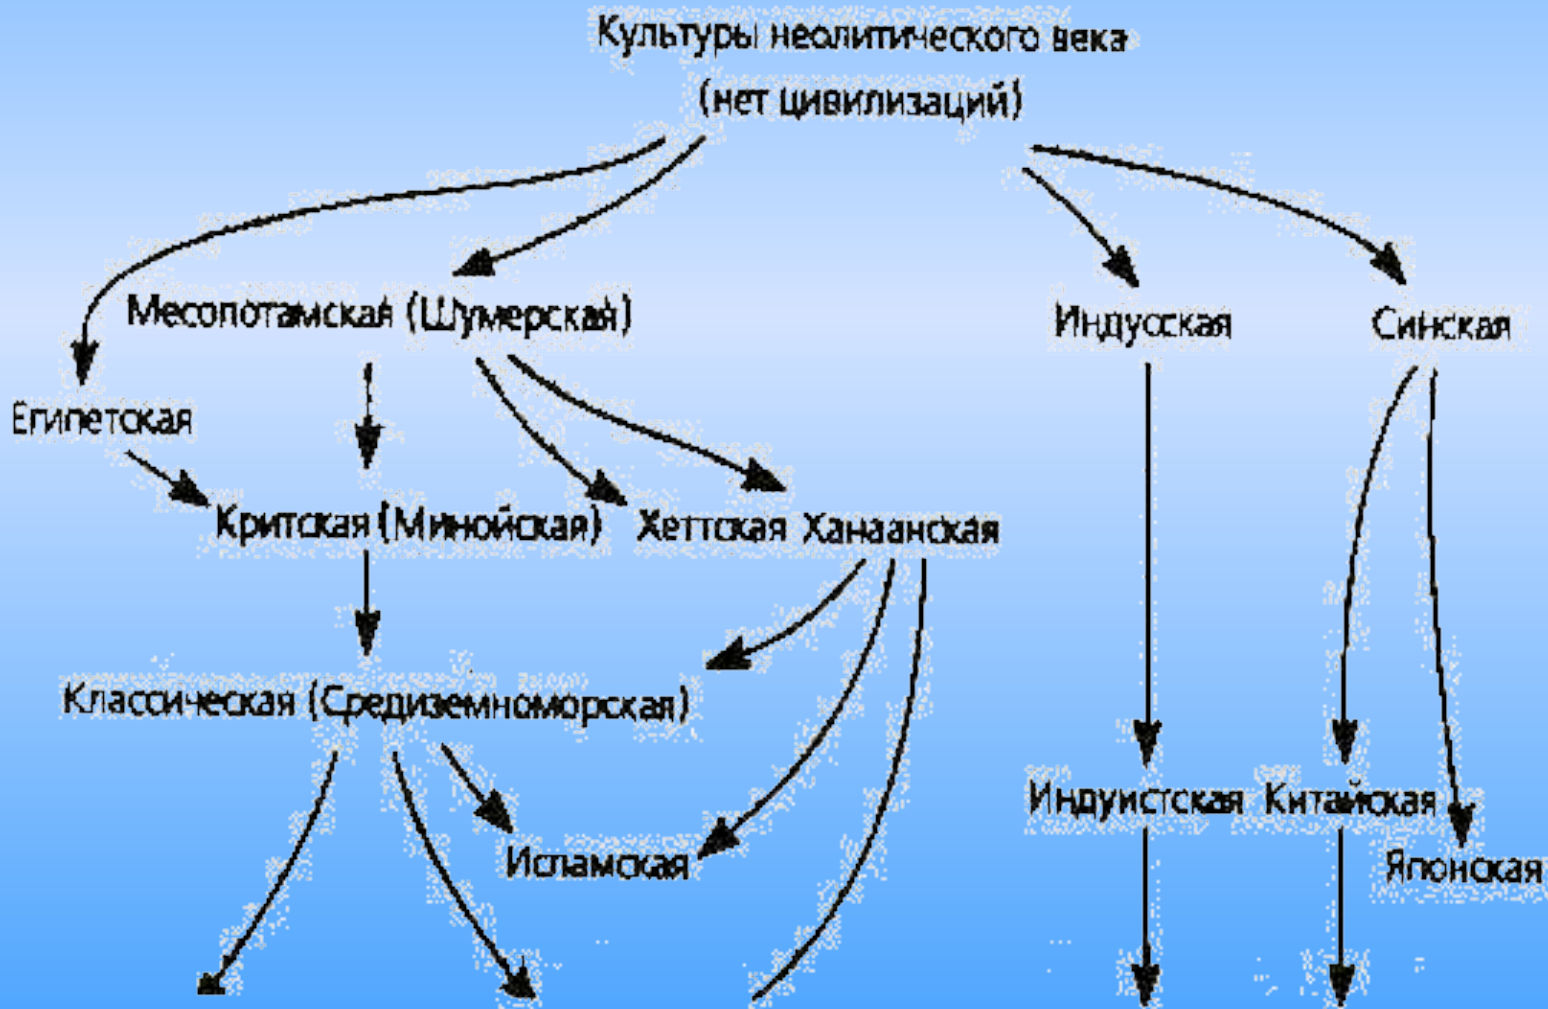 Культуры неолитического века
(нет цивилизаций)
Месопотамская (Шумерская)
Индусская
Синская
Египетская
Критская (Минойская)
Хеттская
Ханаанская
Классическая (Средиземноморская)
Индуистская
Китайская
Исламская
Японская